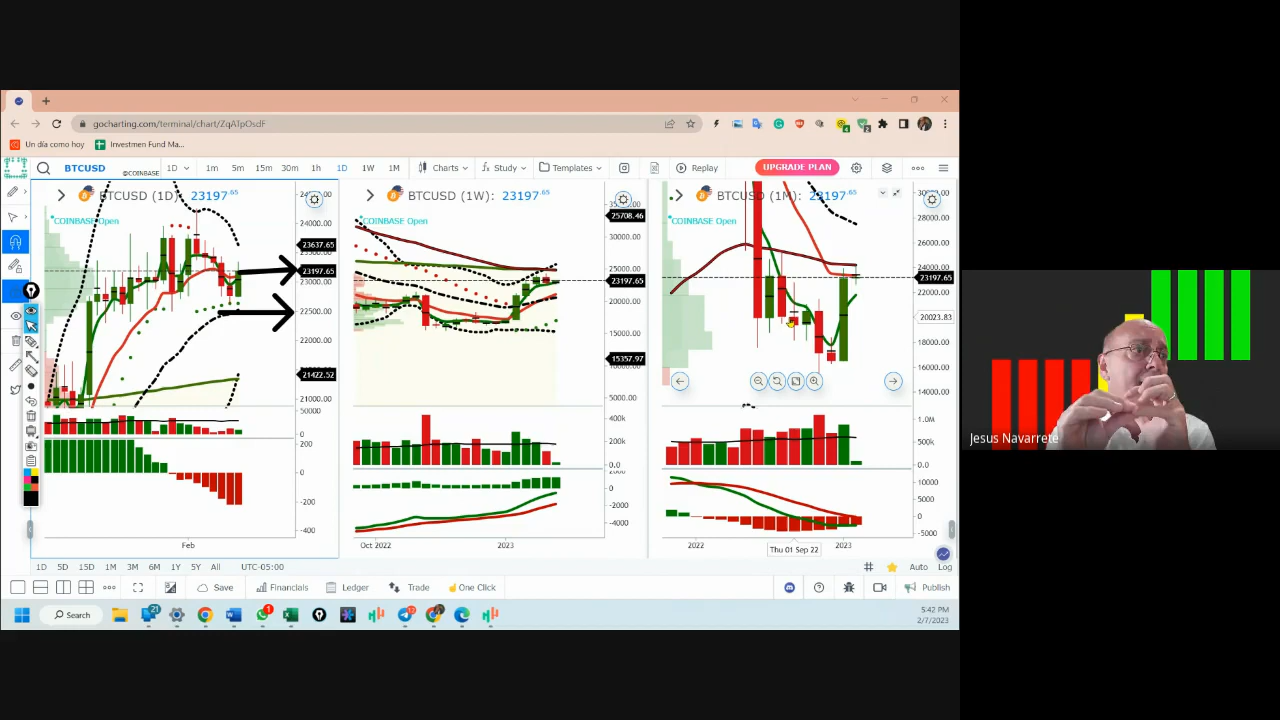 gocharting.com/terminal/chart/ZqATpOsdF
Un día como hoy
Investmen Fund Ma...
BTCUSD
@COINBASE
1D
1m
5m
15m
30m
1h
1D
1W
1M
Charts
Study
Templates
Replay
UPGRADE PLAN
BTCUSD (1D): 23197.65
COINBASE Open
24000.00
23637.65
23197.65
23000.00
22500.00
22000.00
21422.52
21000.00
50000
0
200
0
-200
-400
Feb
BTCUSD (1W): 23197.65
COINBASE Open
25708.46
30000.00
25000.00
23197.65
20000.00
15357.97
5000.00
400k
200k
0.0
0
-2000
-4000
Oct 2022
2023
BTCUSD (1M): 23197.65
COINBASE Open
28000.00
26000.00
24000.00
23197.65
22000.00
20023.83
18000.00
16000.00
14000.00
1.0M
500k
0.0
10000
5000
0
-5000
2022
Thu 01 Sep 22
2023
Jesus Navarrete
1D
5D
15D
1M
3M
6M
1Y
5Y
All
UTC-05:00
Auto
Log
Save
Financials
Ledger
Trade
One Click
Publish
Search
21
1
5:42 PM
2/7/2023